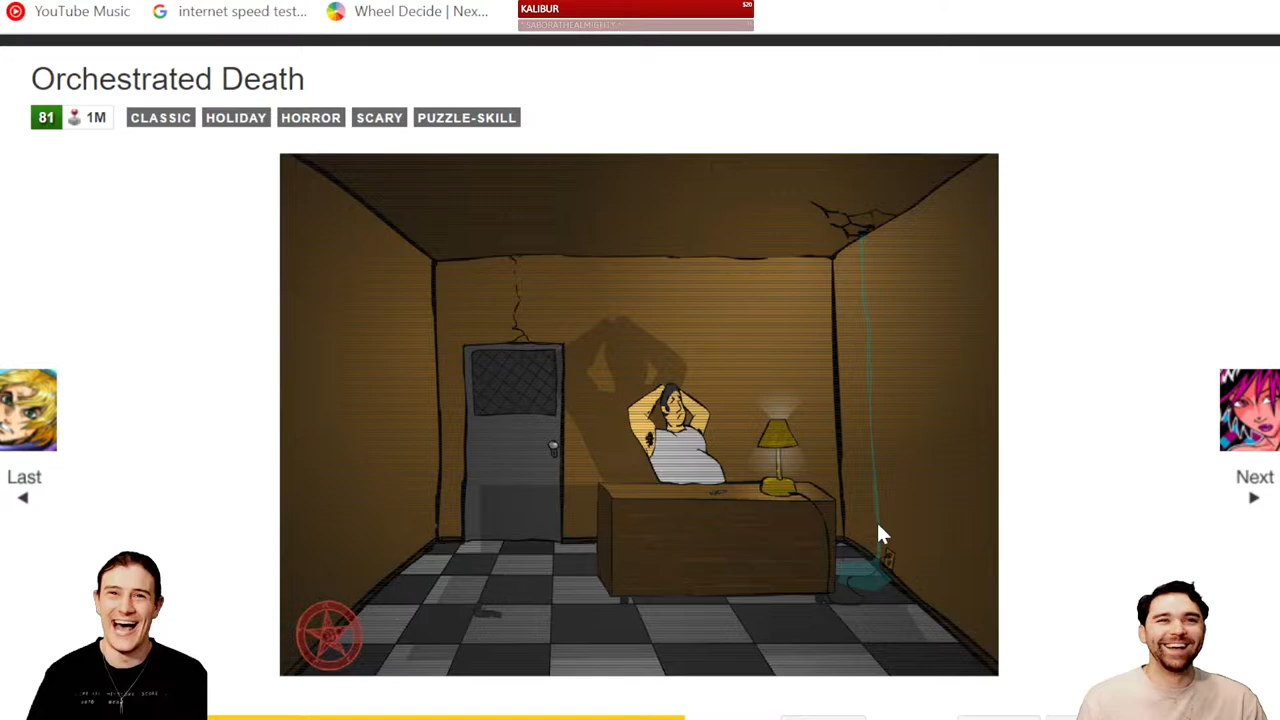 YouTube Music
internet speed test...
Wheel Decide | Nex...
KALIBUR
$20
SABORATHEALMIGHTY
Orchestrated Death
81
1M
CLASSIC
HOLIDAY
HORROR
SCARY
PUZZLE-SKILL
Last
Next